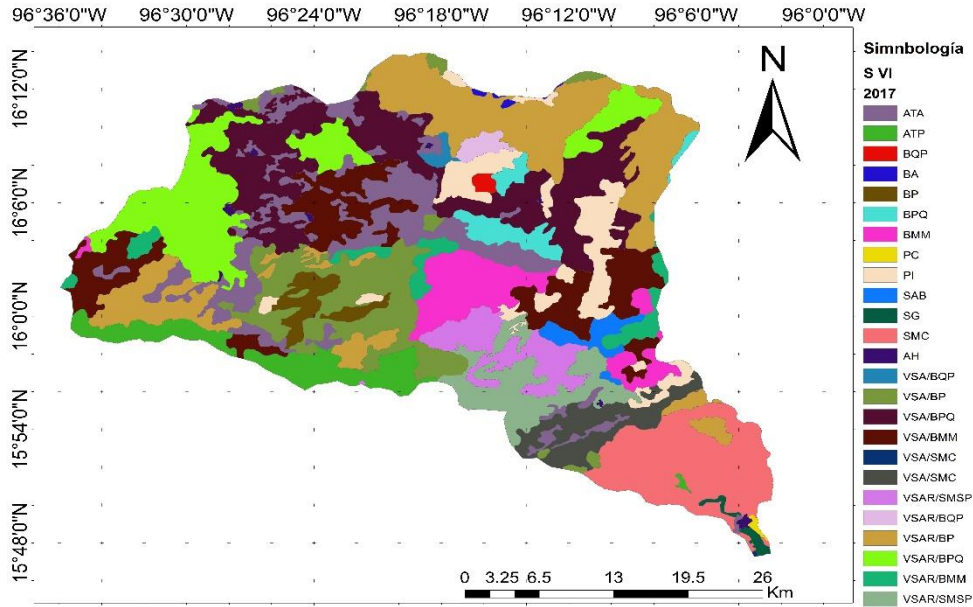 96°36'0"W 96°30'0"W 96°24'0"W 96°18'0"W 96°12'0"W 96°6'0"W 96°0'0"W
16°12'0"N
16°6'0"N
16°0'0"N
15°54'0"N
15°48'0"N
N
Simnbología
S VI
2017
ATA
ATP
BQP
BA
BP
BPQ
BMM
PC
PI
SAB
SG
SMC
AH
VSA/BQP
VSA/BP
VSA/BPQ
VSA/BMM
VSA/SMC
VSA/SMC
VSAR/SMSP
VSAR/BQP
VSAR/BP
VSAR/BPQ
VSAR/BMM
VSAR/SMSP
0 3.25 6.5 13 19.5 26
Km